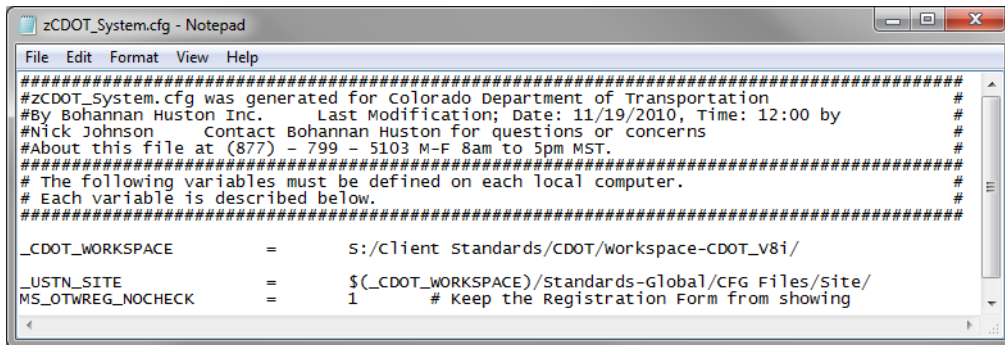 zCDOT_System.cfg - Notepad
File Edit Format View Help
##############################################################################################
#zCDOT_System.cfg was generated for Colorado Department of Transportation #
#By Bohannan Huston Inc. Last Modification; Date: 11/19/2010, Time: 12:00 by #
#Nick Johnson Contact Bohannan Huston for questions or concerns #
#About this file at (877) - 799 - 5103 M-F 8am to 5pm MST. #
##############################################################################################
# The following variables must be defined on each local computer. #
# Each variable is described below. #
##############################################################################################
_CDOT_WORKSPACE = S:/Client Standards/CDOT/Workspace-CDOT_V8i/
_USTN_SITE = $(_CDOT_WORKSPACE)/Standards-Global/CFG Files/Site/
MS_OTWREG_NOCHECK = 1 # Keep the Registration Form from showing